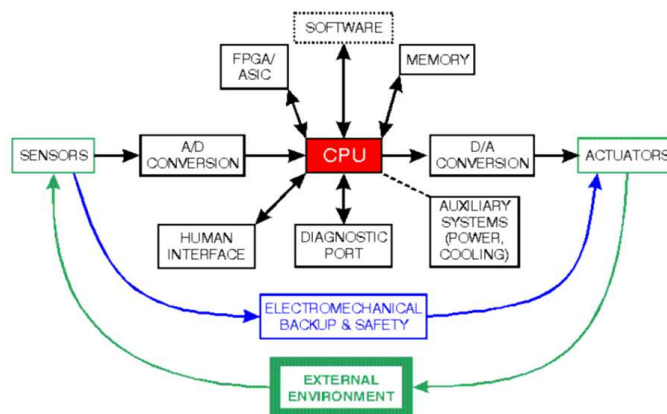 SOFTWARE
FPGA/
ASIC
MEMORY
SENSORS
A/D
CONVERSION
CPU
D/A
CONVERSION
ACTUATORS
HUMAN
INTERFACE
DIAGNOSTIC
PORT
AUXILIARY
SYSTEMS
(POWER,
COOLING)
ELECTROMECHANICAL
BACKUP & SAFETY
EXTERNAL
ENVIRONMENT